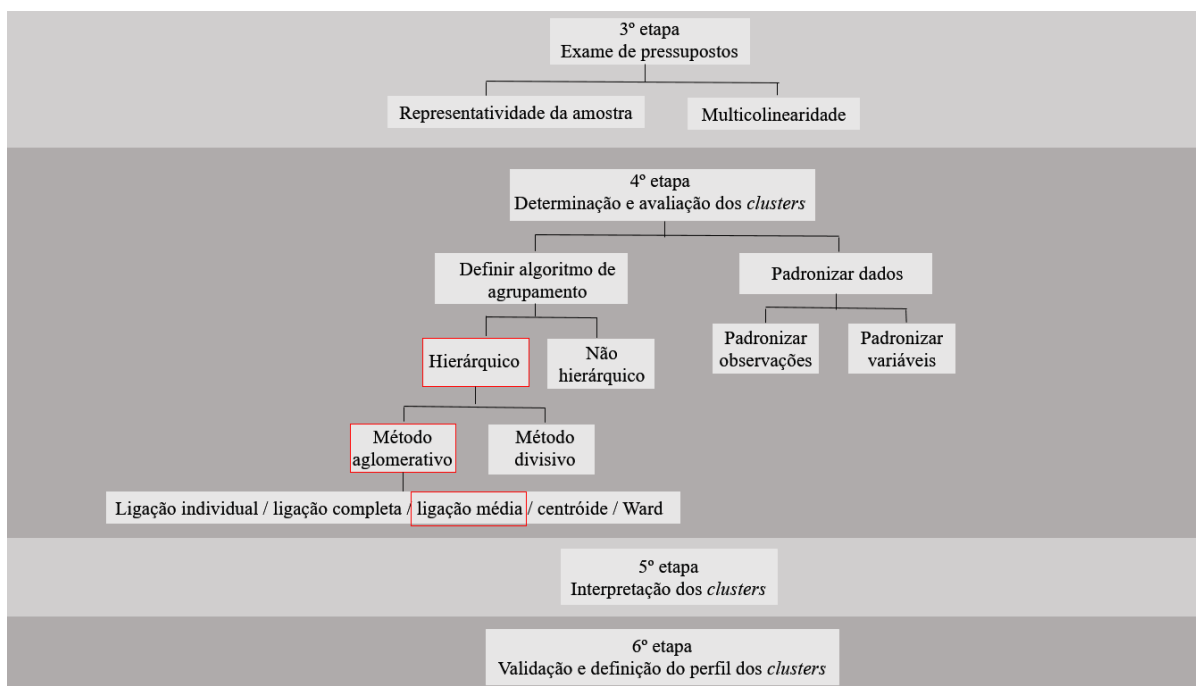 3º etapa
Exame de pressupostos
Representatividade da amostra
Multicolinearidade
4º etapa
Determinação e avaliação dos clusters
Definir algoritmo de
agrupamento
Padronizar dados
Hierárquico
Não
hierárquico
Padronizar
observações
Padronizar
variáveis
Método
aglomerativo
Método
divisivo
Ligação individual / ligação completa / ligação média / centróide / Ward
5º etapa
Interpretação dos clusters
6º etapa
Validação e definição do perfil dos clusters